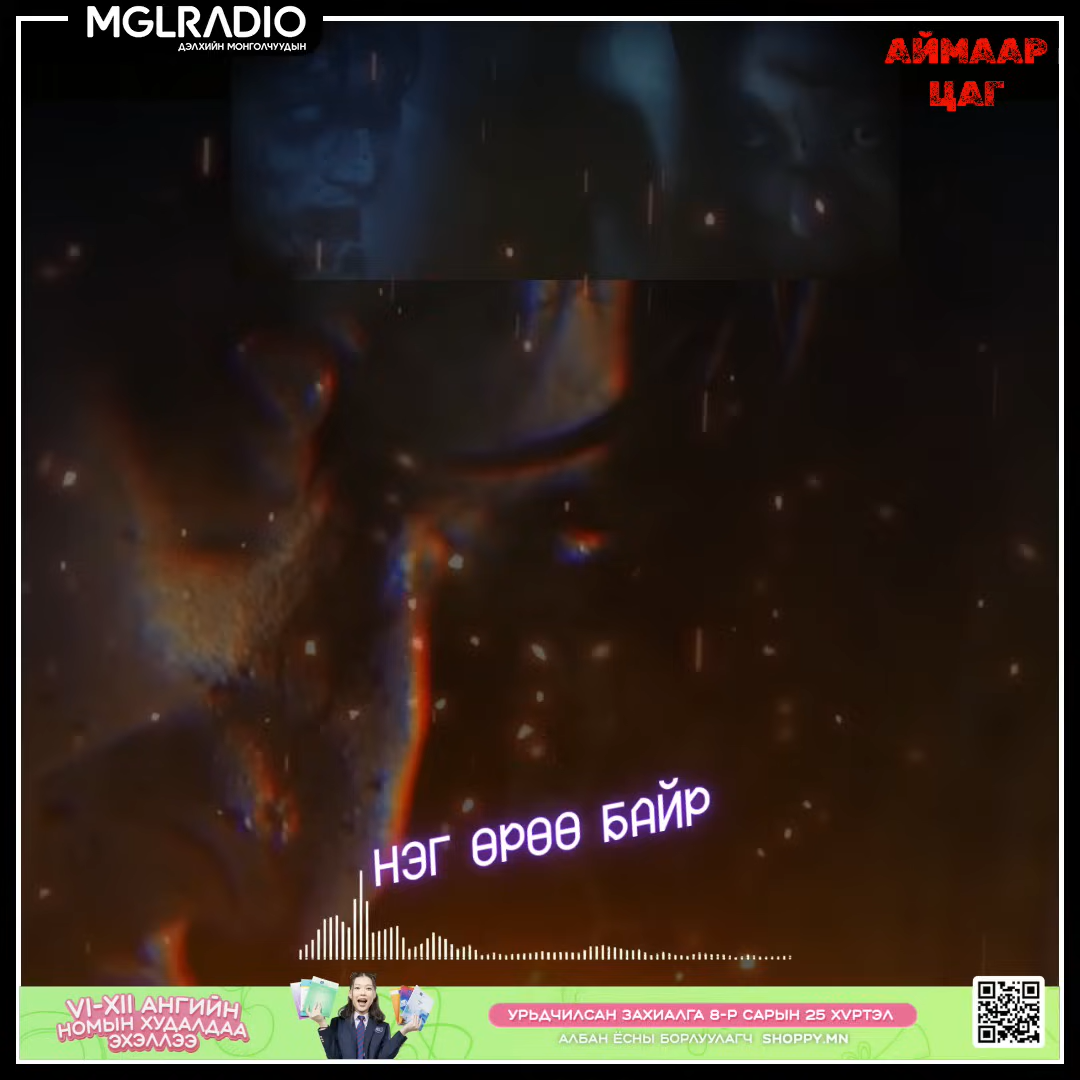 MGLRADIO
ДЭЛХИЙН МОНГОЛЧУУДЫН
АЙМААР
ЦАГ
НЭГ ӨРӨӨ БАЙР
VI-XII АНГИЙН
НОМЫН ХУДАЛДАА
ЭХЭЛЛЭЭ
УРЬДЧИЛСАН ЗАХИАЛГА 8-Р САРЫН 25 ХҮРТЭЛ
АЛБАН ЁСНЫ БОРЛУУЛАГЧ SHOPPY.MN